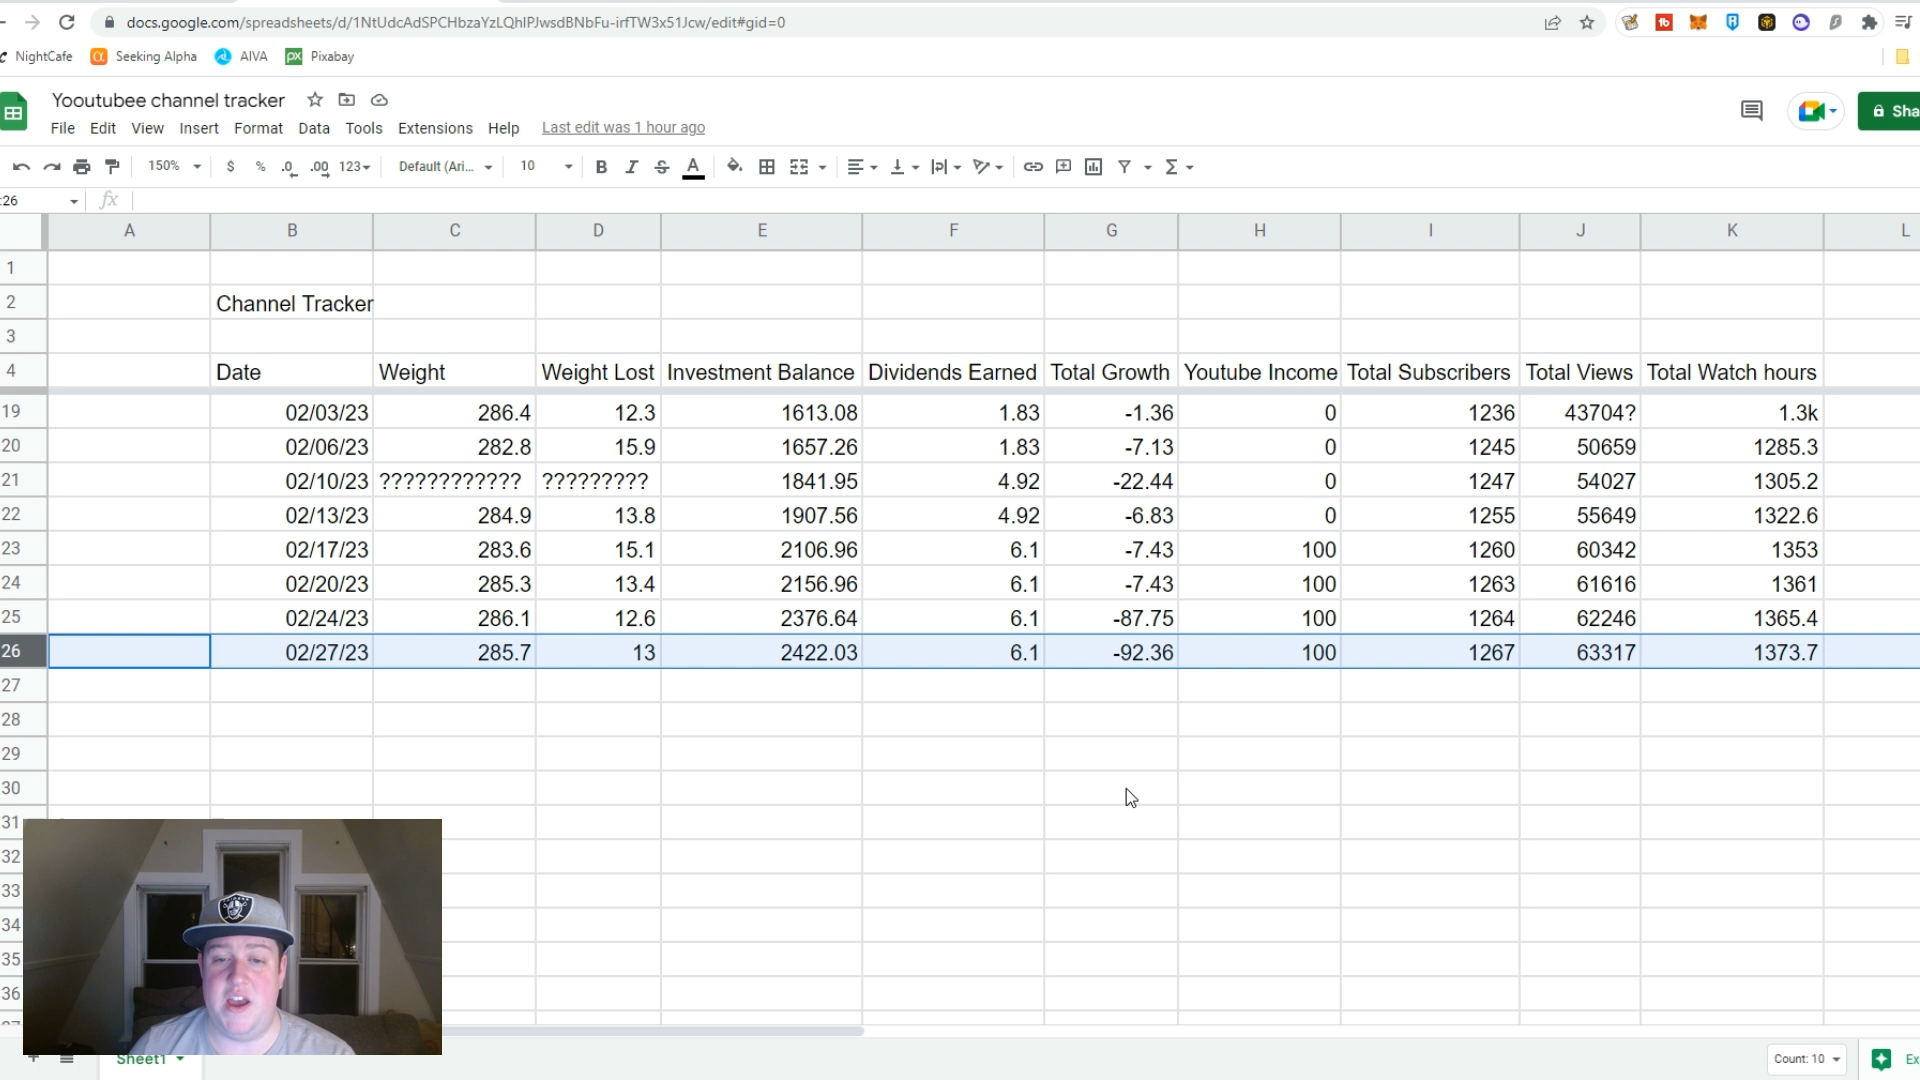 docs.google.com/spreadsheets/d/1NtUdcAdSPCHbzaYzLQhIPJwsdBNbFu-irfTW3x51Jcw/edit#gid=0
NightCafe Seeking Alpha AIVA px Pixabay
Yooutubee channel tracker
File Edit View Insert Format Data Tools Extensions Help Last edit was 1 hour ago
Sha
150% $ % .0 .00 123 Default (Ari... 10 B I S A
:26 fx
A B C D E F G H I J K L
1
2 Channel Tracker
3
4 Date Weight Weight Lost Investment Balance Dividends Earned Total Growth Youtube Income Total Subscribers Total Views Total Watch hours
19 02/03/23 286.4 12.3 1613.08 1.83 -1.36 0 1236 43704? 1.3k
20 02/06/23 282.8 15.9 1657.26 1.83 -7.13 0 1245 50659 1285.3
21 02/10/23 ???????????? ????????? 1841.95 4.92 -22.44 0 1247 54027 1305.2
22 02/13/23 284.9 13.8 1907.56 4.92 -6.83 0 1255 55649 1322.6
23 02/17/23 283.6 15.1 2106.96 6.1 -7.43 100 1260 60342 1353
24 02/20/23 285.3 13.4 2156.96 6.1 -7.43 100 1263 61616 1361
25 02/24/23 286.1 12.6 2376.64 6.1 -87.75 100 1264 62246 1365.4
26 02/27/23 285.7 13 2422.03 6.1 -92.36 100 1267 63317 1373.7
27
28
29
30
31
32
33
34
35
36
Sheet1 Count: 10 Ex